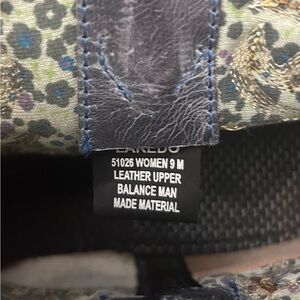 LAREDO
51026 WOMEN 9 M
LEATHER UPPER
BALANCE MAN
MADE MATERIAL